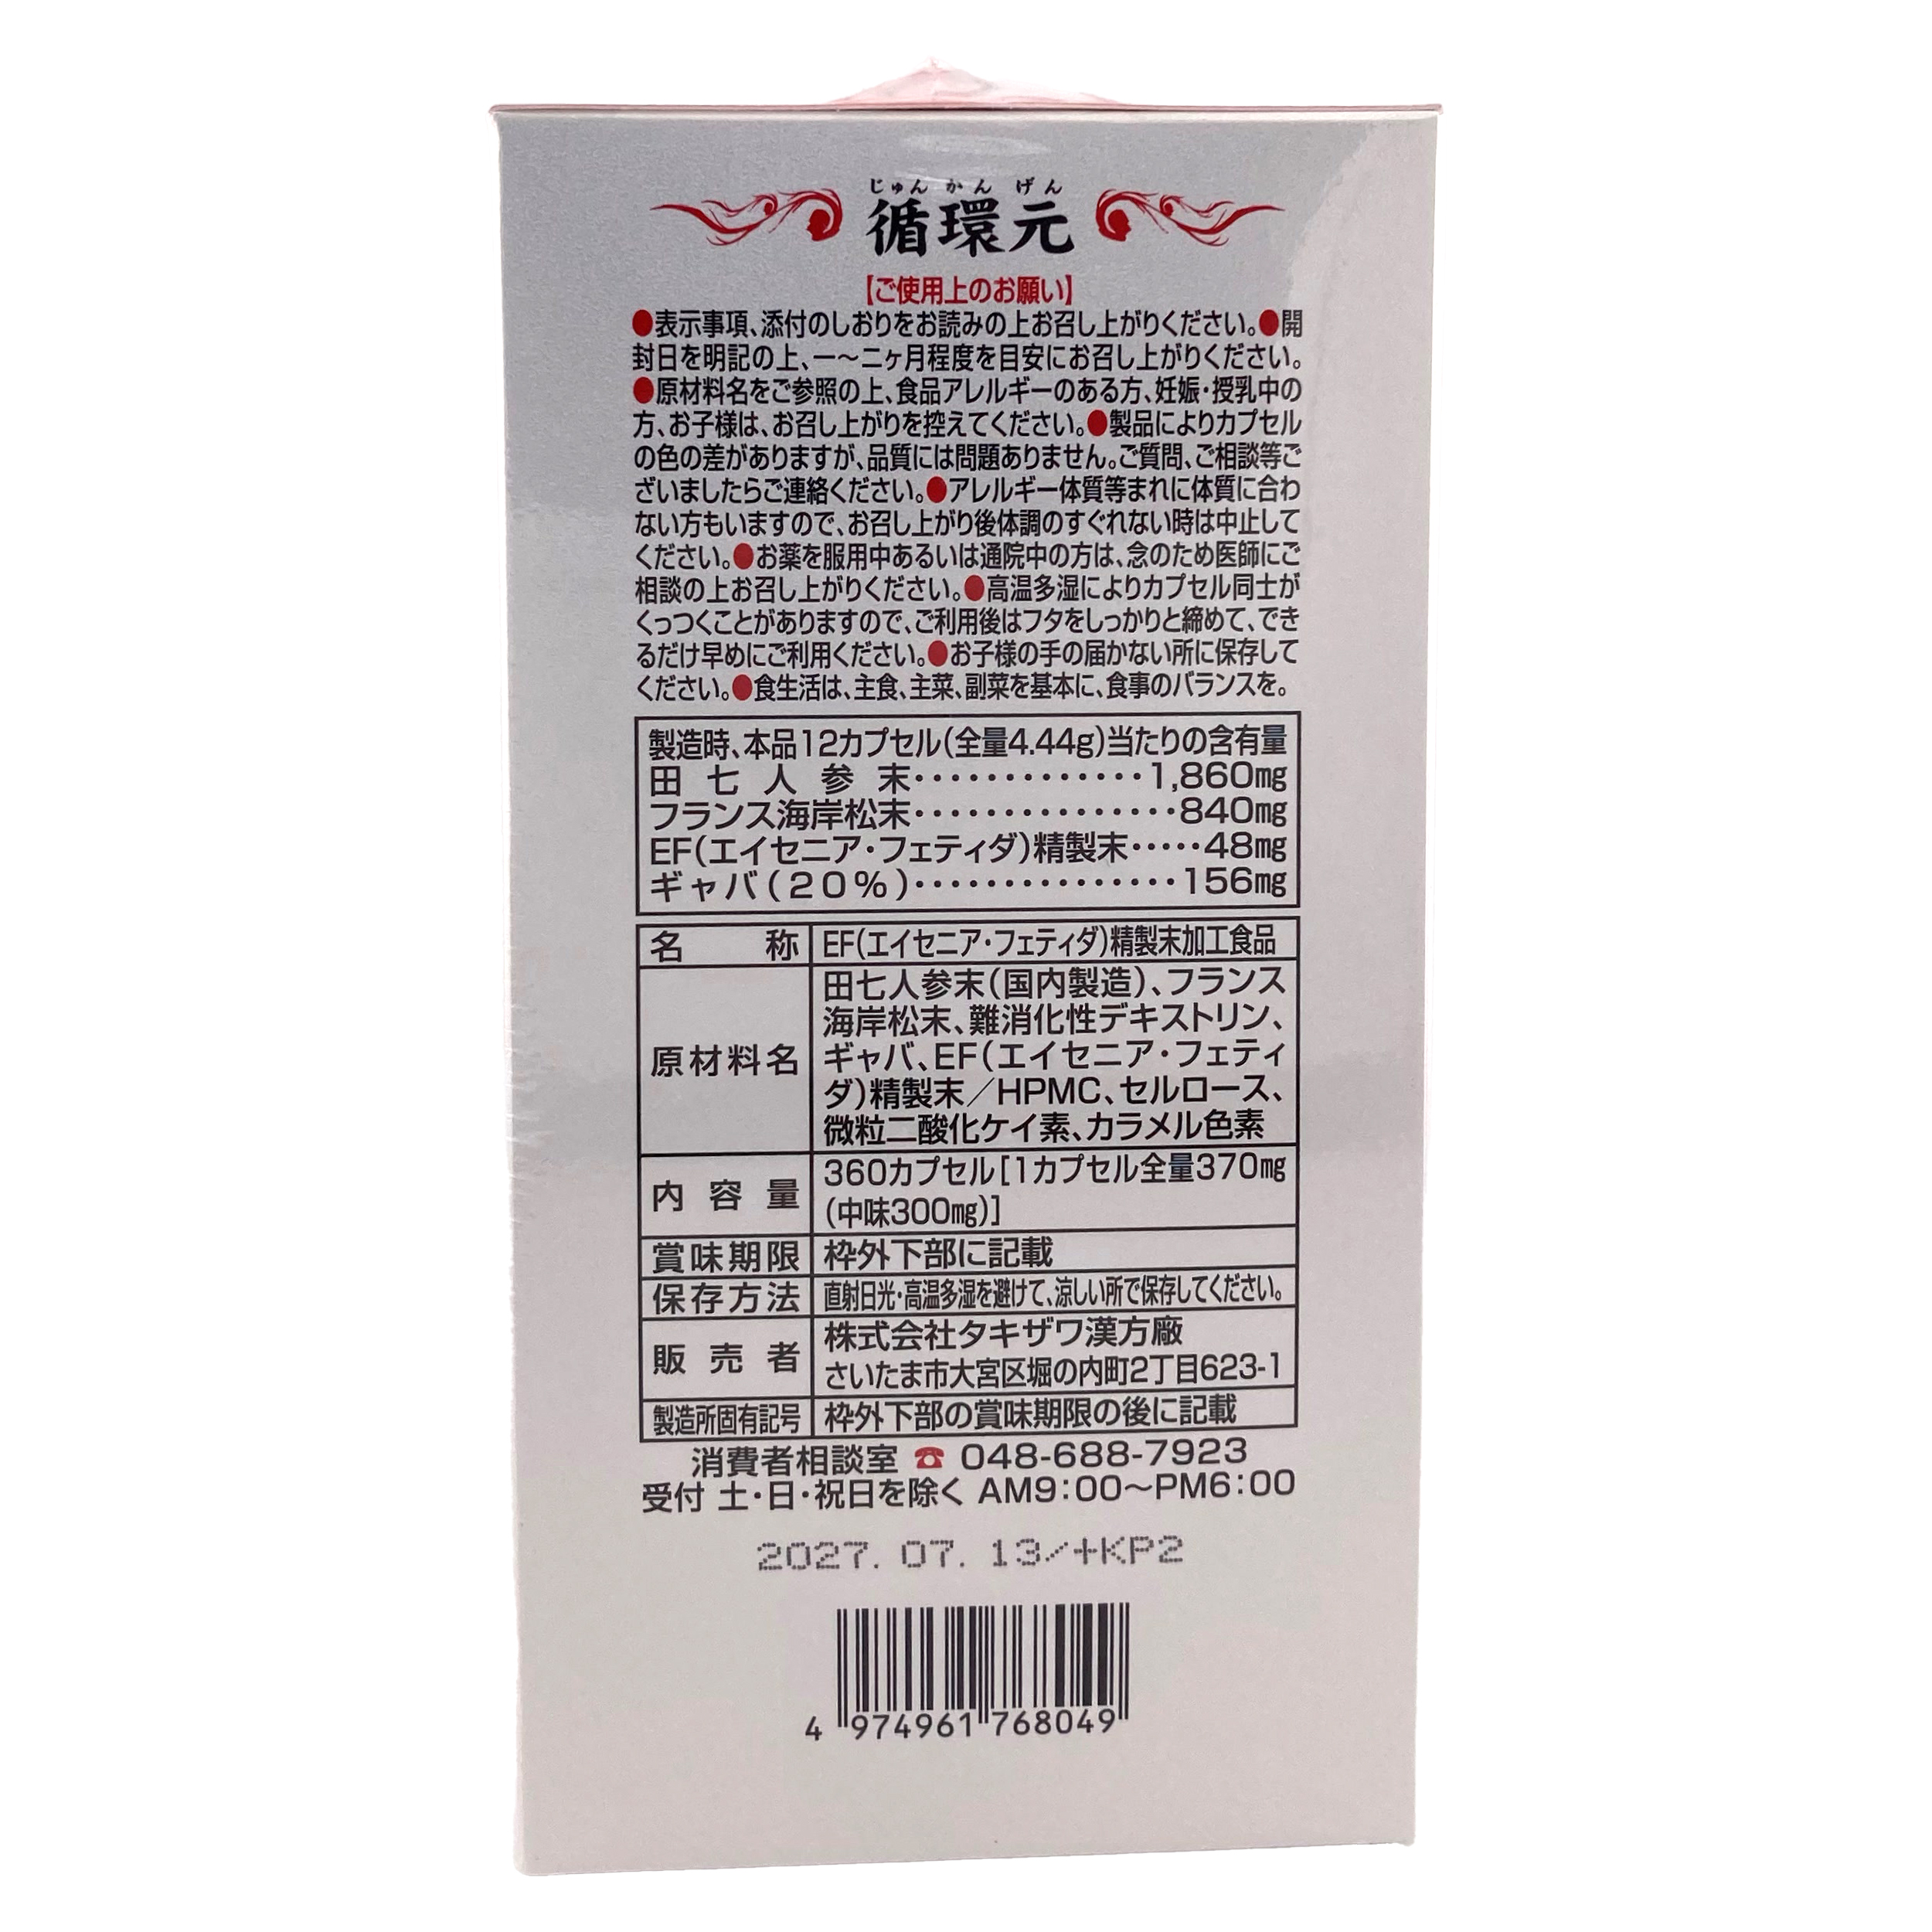 じゅん かん げん
循環元
【ご使用上のお願い】
●表示事項、添付のしおりをお読みの上お召し上がりください。●開
封日を明記の上、一～二ヶ月程度を目安にお召し上がりください。
●原材料名をご参照の上、食品アレルギーのある方、妊娠・授乳中の
方、お子様は、お召し上がりを控えてください。●製品によりカプセル
の色の差がありますが、品質には問題ありません。ご質問、ご相談等ご
ざいましたらご連絡ください。●アレルギー体質等まれに体質に合わ
ない方もいますので、お召し上がり後体調のすぐれない時は中止して
ください。●お薬を服用中あるいは通院中の方は、念のため医師にご
相談の上お召し上がりください。●高温多湿によりカプセル同士が
くっつくことがありますので、ご利用後はフタをしっかりと締めて、でき
るだけ早めにご利用ください。●お子様の手の届かない所に保存して
ください。●食生活は、主食、主菜、副菜を基本に、食事のバランスを。
製造時、本品12カプセル(全量4.44g)当たりの含有量
田七人参末・・・・・・・・・・・・・1,860㎎
フランス海岸松末・・・・・・・・・・・・・・・840㎎
EF(エイセニア・フェティダ)精製末・・・・・48㎎
ギャバ(20%)・・・・・・・・・・・・・・・156㎎
名称 EF(エイセニア・フェティダ)精製末加工食品
原材料名 田七人参末(国内製造)、フランス
海岸松末、難消化性デキストリン、
ギャバ、EF(エイセニア・フェティ
ダ)精製末／HPMC、セルロース、
微粒二酸化ケイ素、カラメル色素
内容量 360カプセル[1カプセル全量370㎎
(中味300㎎)]
賞味期限 枠外下部に記載
保存方法 直射日光・高温多湿を避けて、涼しい所で保存してください。
販売者 株式会社タキザワ漢方廠
さいたま市大宮区堀の内町2丁目623-1
製造所固有記号 枠外下部の賞味期限の後に記載
消費者相談室 ☎ 048-688-7923
受付 土・日・祝日を除く AM9:00～PM6:00
2027. 07. 13/+KP2
4 974961 768049